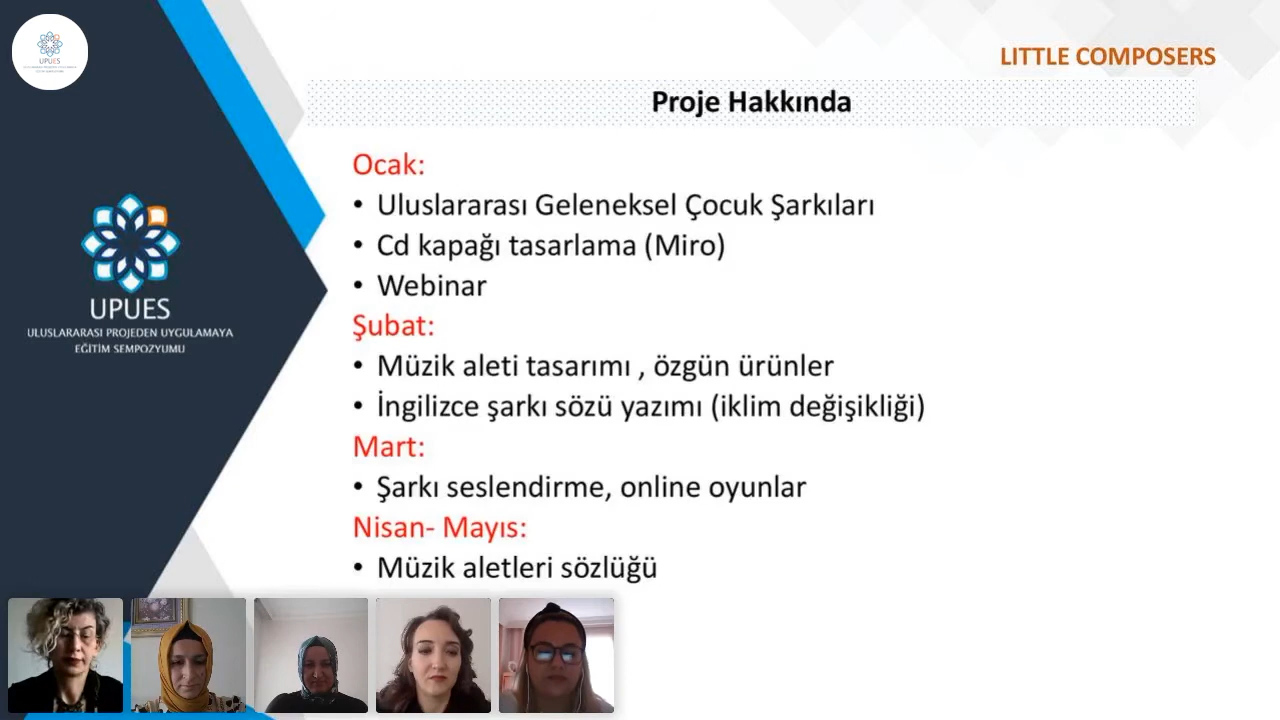 UPUES
LITTLE COMPOSERS
Proje Hakkında
Ocak:
• Uluslararası Geleneksel Çocuk Şarkıları
• Cd kapağı tasarlama (Miro)
• Webinar
Şubat:
• Müzik aleti tasarımı , özgün ürünler
• İngilizce şarkı sözü yazımı (iklim değişikliği)
Mart:
• Şarkı seslendirme, online oyunlar
Nisan- Mayıs:
• Müzik aletleri sözlüğü
UPUES
ULUSLARARASI PROJEDEN UYGULAMAYA
EĞİTİM SEMPOZYUMU